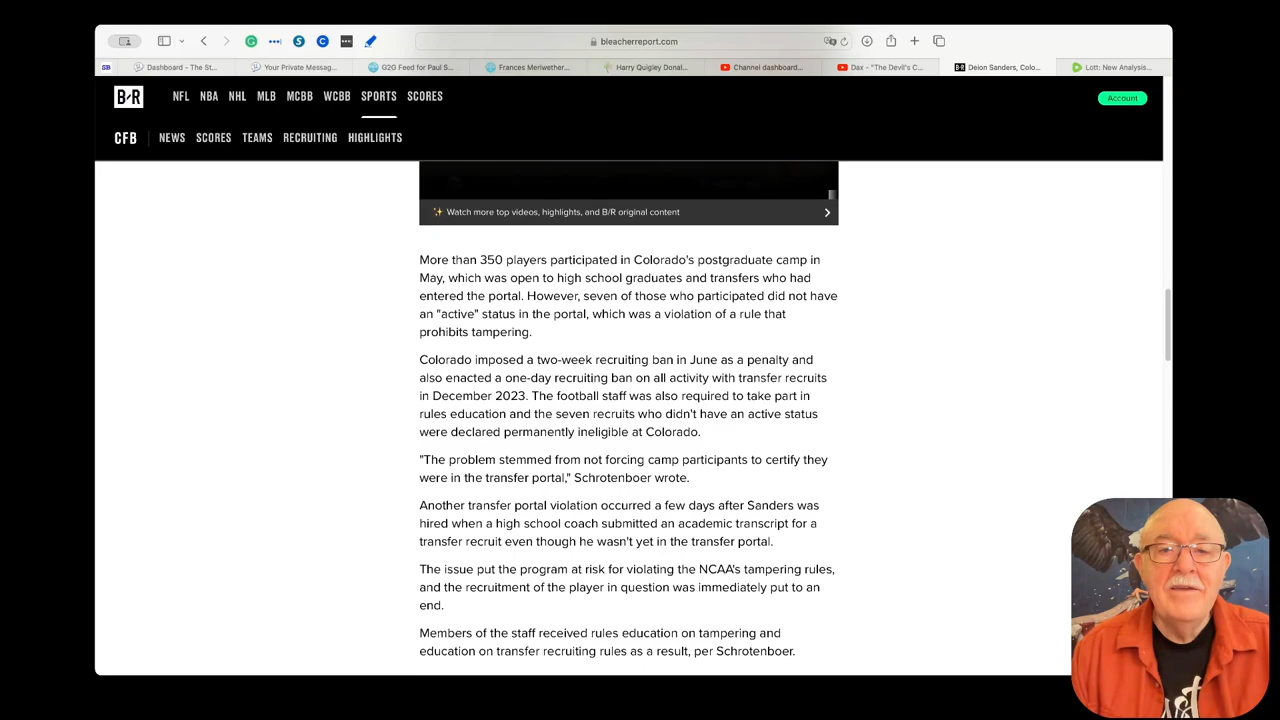 bleacherreport.com
SB
Dashboard - The St...
Your Private Messag...
G2G Feed for Paul S...
Frances Meriwether...
Harry Quigley Donal...
Channel dashboard...
Dax - "The Devil's C...
B/R Deion Sanders, Colo...
Lott: New Analysis...
B/R NFL NBA NHL MLB MCBB WCBB SPORTS SCORES
Account
CFB NEWS SCORES TEAMS RECRUITING HIGHLIGHTS
✨ Watch more top videos, highlights, and B/R original content
More than 350 players participated in Colorado's postgraduate camp in
May, which was open to high school graduates and transfers who had
entered the portal. However, seven of those who participated did not have
an "active" status in the portal, which was a violation of a rule that
prohibits tampering.
Colorado imposed a two-week recruiting ban in June as a penalty and
also enacted a one-day recruiting ban on all activity with transfer recruits
in December 2023. The football staff was also required to take part in
rules education and the seven recruits who didn't have an active status
were declared permanently ineligible at Colorado.
"The problem stemmed from not forcing camp participants to certify they
were in the transfer portal," Schrotenboer wrote.
Another transfer portal violation occurred a few days after Sanders was
hired when a high school coach submitted an academic transcript for a
transfer recruit even though he wasn't yet in the transfer portal.
The issue put the program at risk for violating the NCAA's tampering rules,
and the recruitment of the player in question was immediately put to an
end.
Members of the staff received rules education on tampering and
education on transfer recruiting rules as a result, per Schrotenboer.